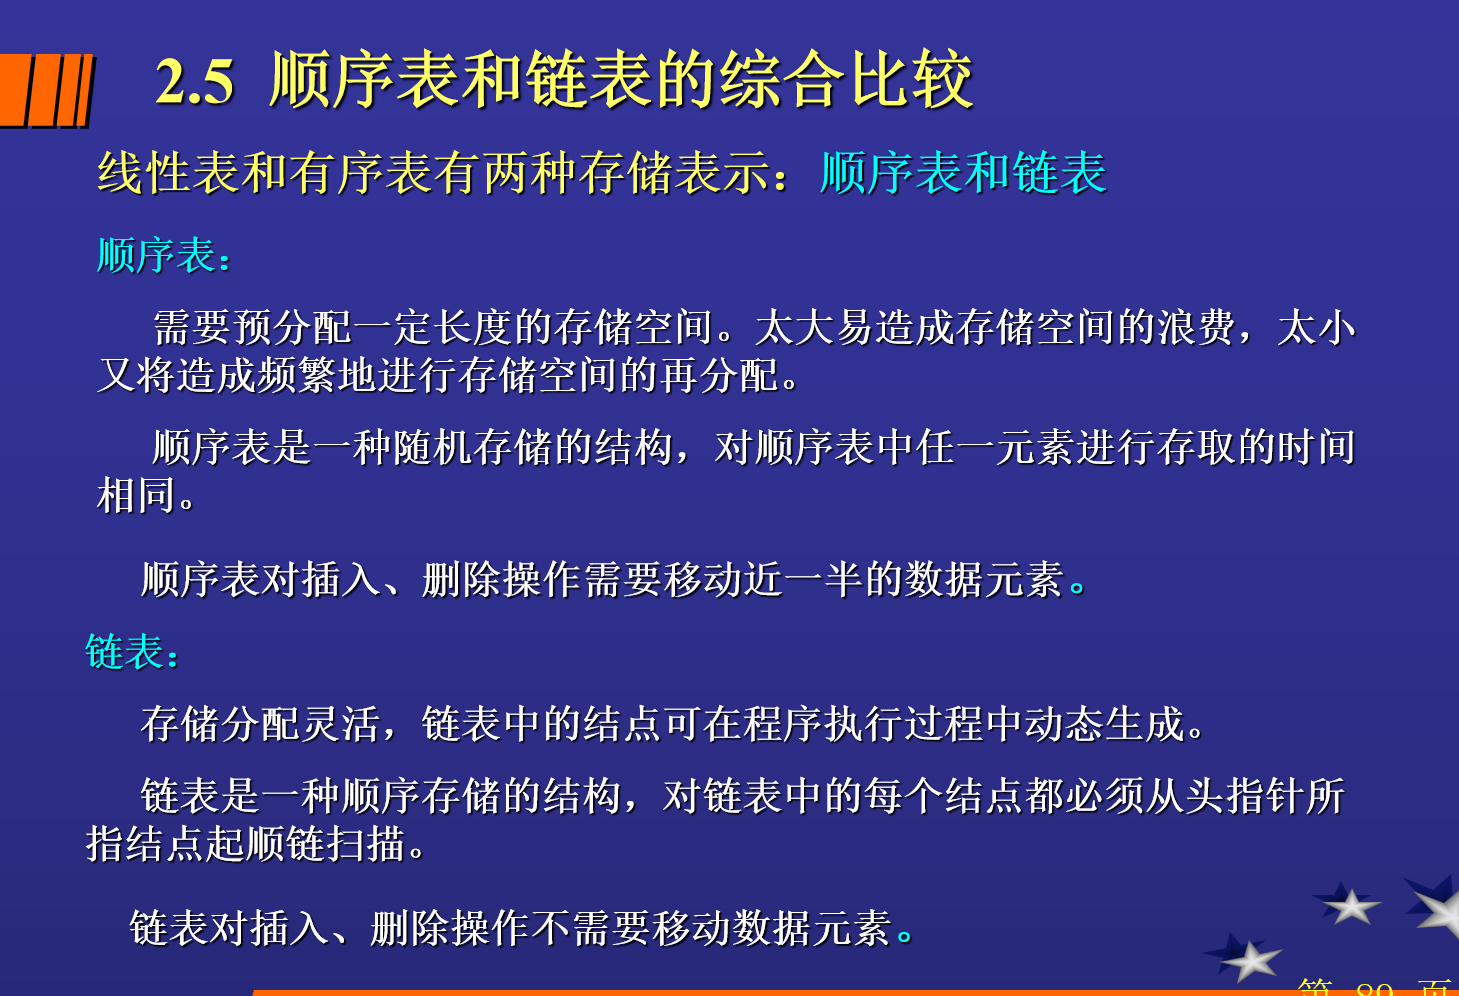 2.5 顺序表和链表的综合比较
线性表和有序表有两种存储表示：顺序表和链表
顺序表：
需要预分配一定长度的存储空间。太大易造成存储空间的浪费，太小
又将造成频繁地进行存储空间的再分配。
顺序表是一种随机存储的结构，对顺序表中任一元素进行存取的时间
相同。
顺序表对插入、删除操作需要移动近一半的数据元素。
链表：
存储分配灵活，链表中的结点可在程序执行过程中动态生成。
链表是一种顺序存储的结构，对链表中的每个结点都必须从头指针所
指结点起顺链扫描。
链表对插入、删除操作不需要移动数据元素。
第 89 页